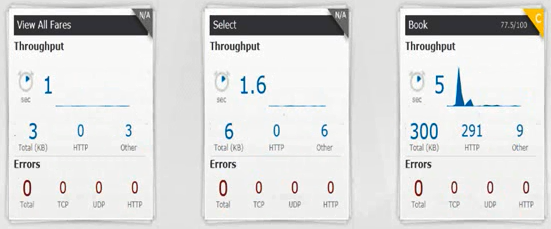 View All Fares
N/A
Throughput
1
sec
3 0 3
Total (KB) HTTP Other
Errors
0 0 0 0
Total TCP UDP HTTP
Select
N/A
Throughput
1.6
sec
6 0 6
Total (KB) HTTP Other
Errors
0 0 0 0
Total TCP UDP HTTP
Book 77.5/100
C
Throughput
5
sec
300 291 9
Total (KB) HTTP Other
Errors
0 0 0 0
Total TCP UDP HTTP